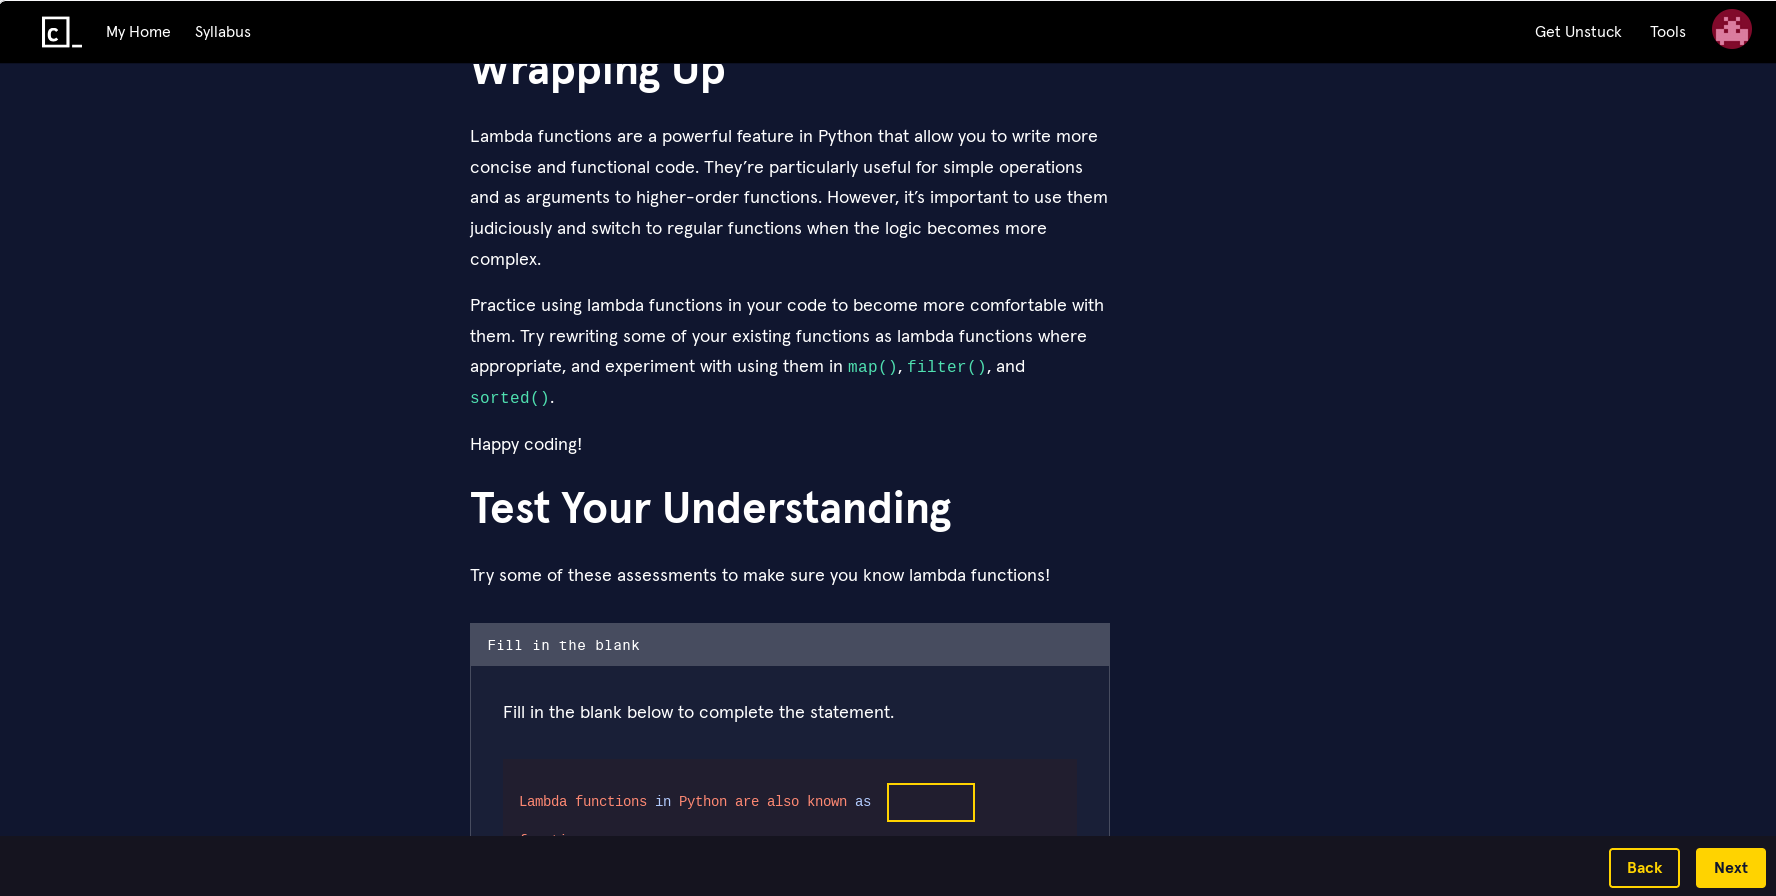 My Home Syllabus Get Unstuck Tools
Wrapping Up
Lambda functions are a powerful feature in Python that allow you to write more
concise and functional code. They’re particularly useful for simple operations
and as arguments to higher-order functions. However, it’s important to use them
judiciously and switch to regular functions when the logic becomes more
complex.
Practice using lambda functions in your code to become more comfortable with
them. Try rewriting some of your existing functions as lambda functions where
appropriate, and experiment with using them in map(), filter(), and
sorted().
Happy coding!
Test Your Understanding
Try some of these assessments to make sure you know lambda functions!
Fill in the blank
Fill in the blank below to complete the statement.
Lambda functions in Python are also known as
Back Next